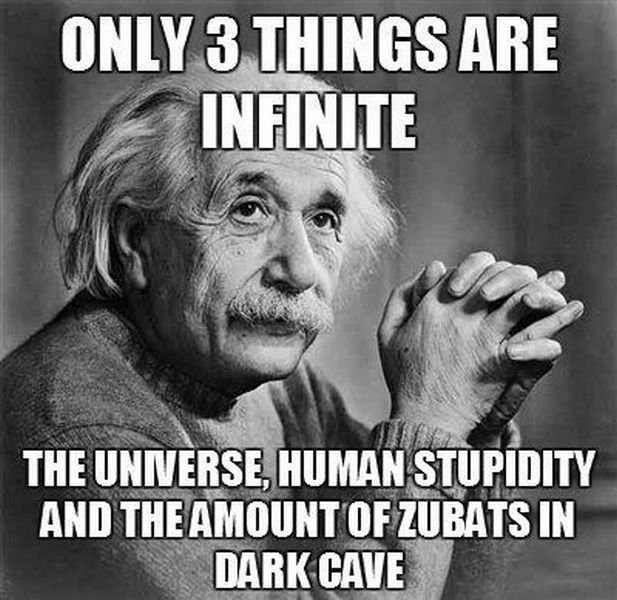 ONLY 3 THINGS ARE
INFINITE
THE UNIVERSE, HUMAN STUPIDITY
AND THE AMOUNT OF ZUBATS IN
DARK CAVE